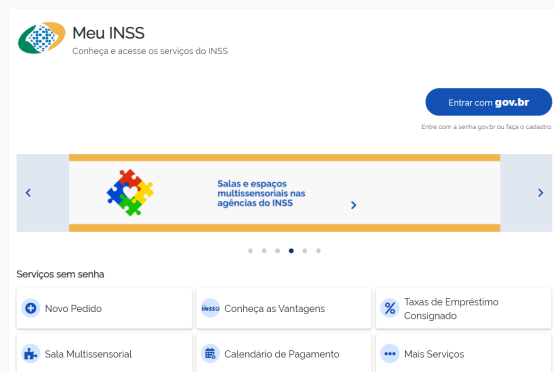 Meu INSS
Conheça e acesse os serviços do INSS
Entrar com gov.br
Entre com a senha gov.br ou faça o cadastro.
Salas e espaços
multissensoriais nas
agências do INSS
Serviços sem senha
Novo Pedido
INSSO Conheça as Vantagens
Taxas de Empréstimo
Consignado
Sala Multissensorial
Calendário de Pagamento
Mais Serviços